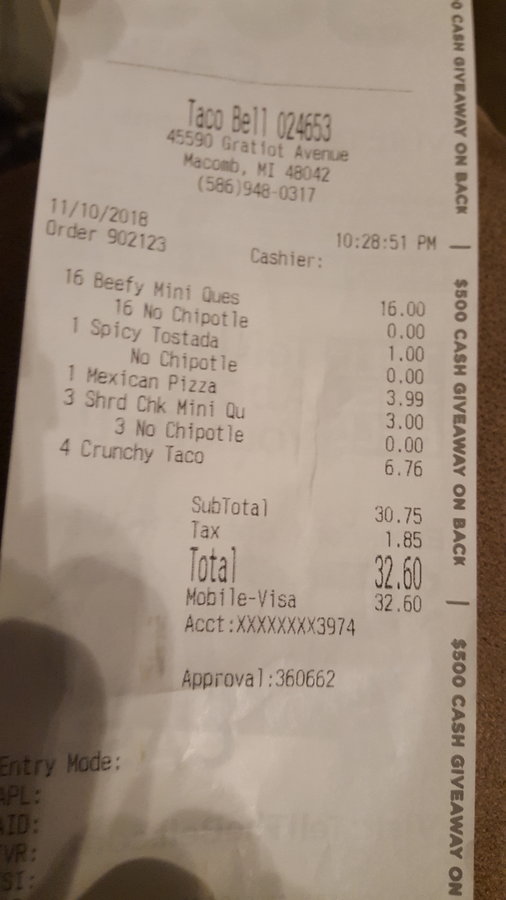 Taco Bell 024653
45590 Gratiot Avenue
Macomb, MI 48042
(586)948-0317
11/10/2018 10:28:51 PM
Order 902123 Cashier:
16 Beefy Mini Ques 16.00
16 No Chipotle 0.00
1 Spicy Tostada 1.00
No Chipotle 0.00
1 Mexican Pizza 3.99
3 Shrd Chk Mini Qu 3.00
3 No Chipotle 0.00
4 Crunchy Taco 6.76
SubTotal 30.75
Tax 1.85
Total 32.60
Mobile-Visa 32.60
Acct:XXXXXXXX3974
Approval:360662
Entry Mode:
APL:
AID:
TVR:
TSI:
0 CASH GIVEAWAY ON BACK
$500 CASH GIVEAWAY ON BACK
$500 CASH GIVEAWAY ON